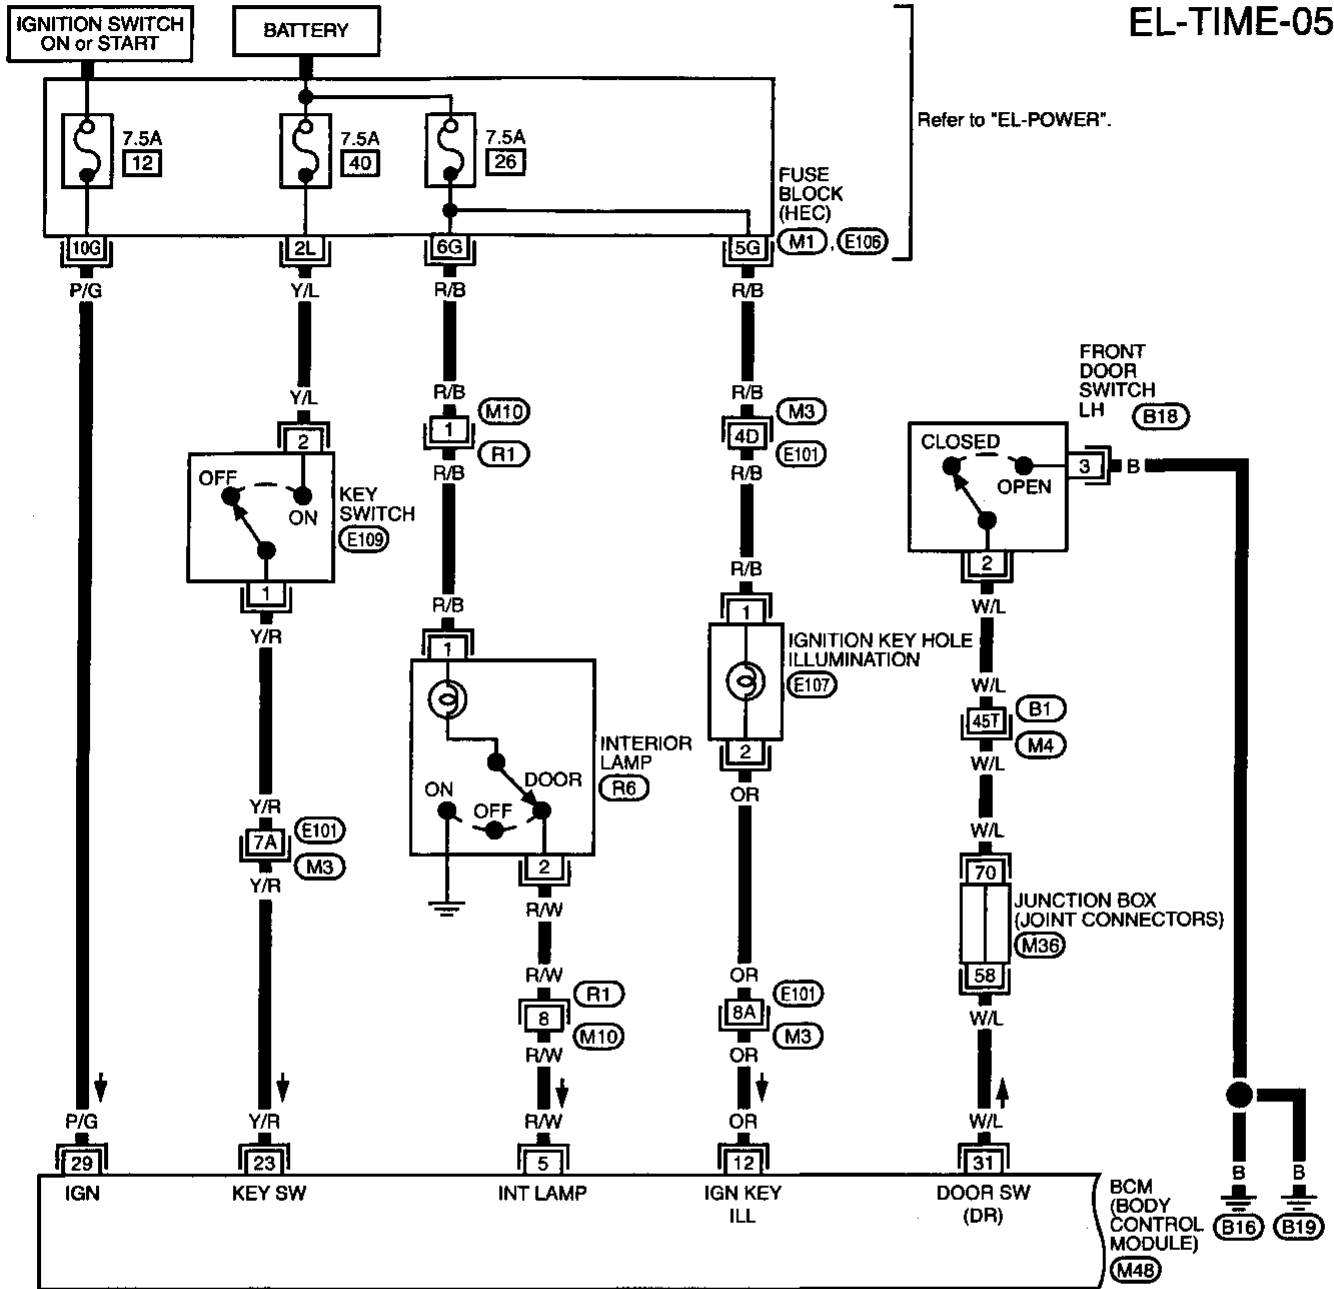 EL-TIME-05
IGNITION SWITCH
ON or START
BATTERY
Refer to "EL-POWER".
7.5A
12
7.5A
40
7.5A
26
FUSE
BLOCK
(HEC)
M1 , E106
10G
2L
6G
5G
P/G
Y/L
R/B
R/B
Y/L
R/B
R/B
2
1
M10
R1
4D
M3
E101
R/B
R/B
OFF
ON
KEY
SWITCH
E109
1
Y/R
FRONT
DOOR
SWITCH
LH
B18
CLOSED
OPEN
3
B
2
W/L
R/B
R/B
1
1
IGNITION KEY HOLE
ILLUMINATION
E107
2
OR
INTERIOR
LAMP
R6
ON
OFF
DOOR
2
R/W
W/L
45T
B1
M4
W/L
Y/R
7A
E101
M3
Y/R
W/L
70
JUNCTION BOX
(JOINT CONNECTORS)
M36
58
W/L
R/W
8
R1
M10
R/W
OR
8A
E101
M3
OR
P/G
Y/R
R/W
OR
W/L
29
23
5
12
31
IGN
KEY SW
INT LAMP
IGN KEY
ILL
DOOR SW
(DR)
BCM
(BODY
CONTROL
MODULE)
M48
B
B
B16
B19